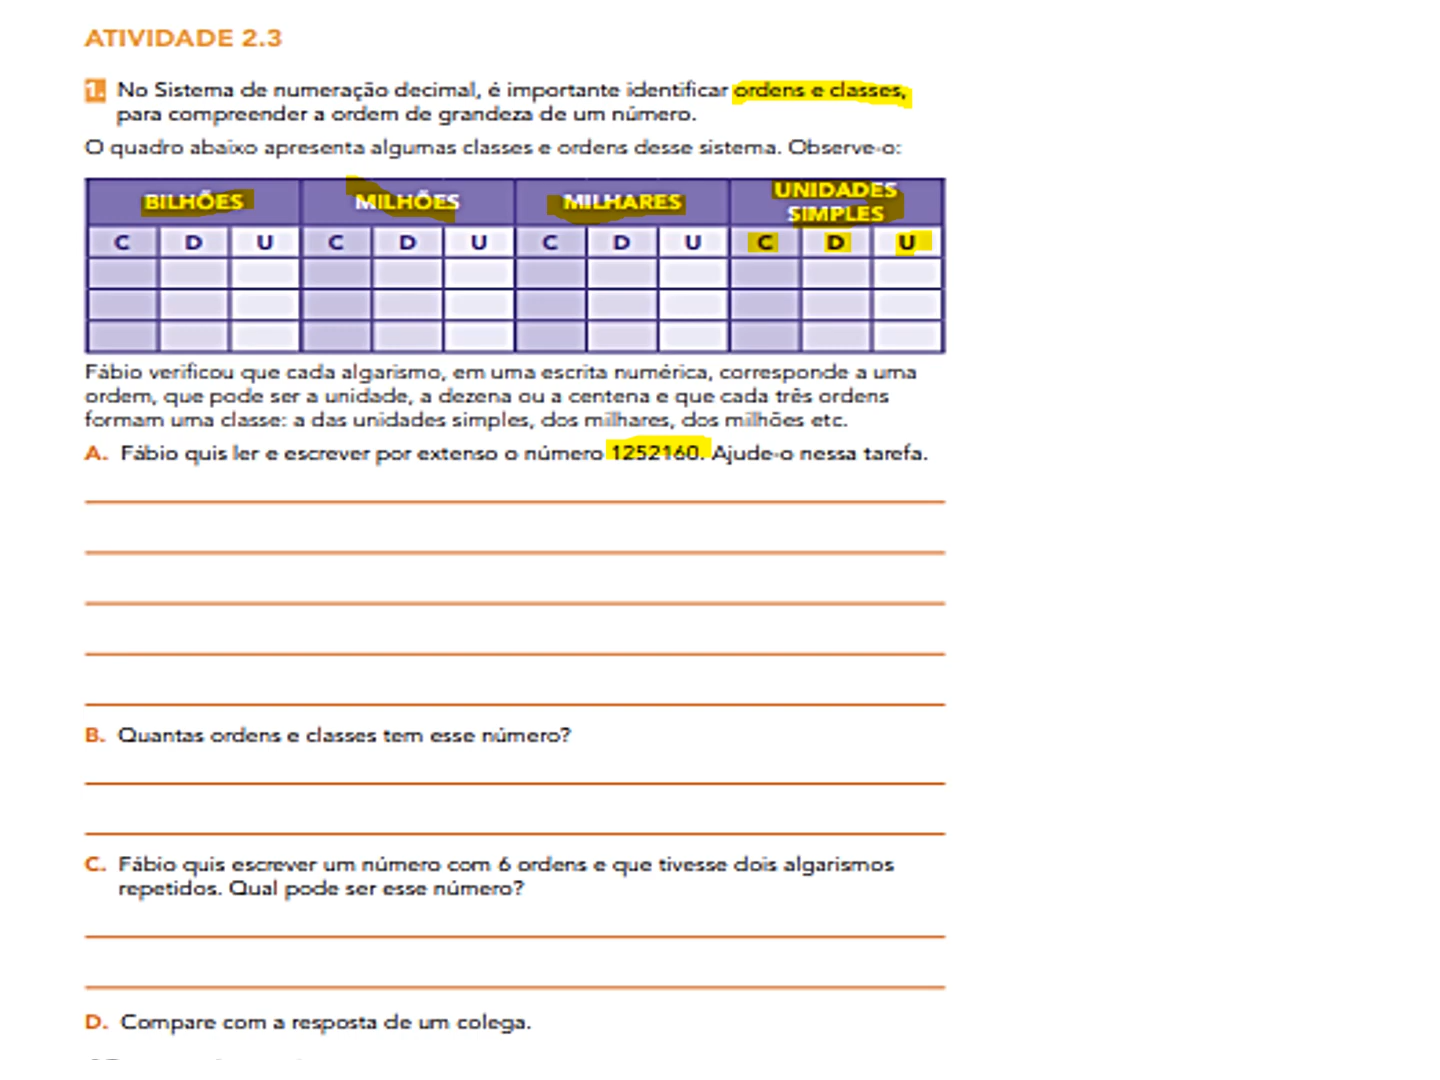 ATIVIDADE 2.3
1. No Sistema de numeração decimal, é importante identificar ordens e classes,
para compreender a ordem de grandeza de um número.
O quadro abaixo apresenta algumas classes e ordens desse sistema. Observe-o:
BILHÕES MILHÕES MILHARES UNIDADES SIMPLES
C D U C D U C D U C D U
Fábio verificou que cada algarismo, em uma escrita numérica, corresponde a uma
ordem, que pode ser a unidade, a dezena ou a centena e que cada três ordens
formam uma classe: a das unidades simples, dos milhares, dos milhões etc.
A. Fábio quis ler e escrever por extenso o número 1252160. Ajude-o nessa tarefa.
B. Quantas ordens e classes tem esse número?
C. Fábio quis escrever um número com 6 ordens e que tivesse dois algarismos
repetidos. Qual pode ser esse número?
D. Compare com a resposta de um colega.